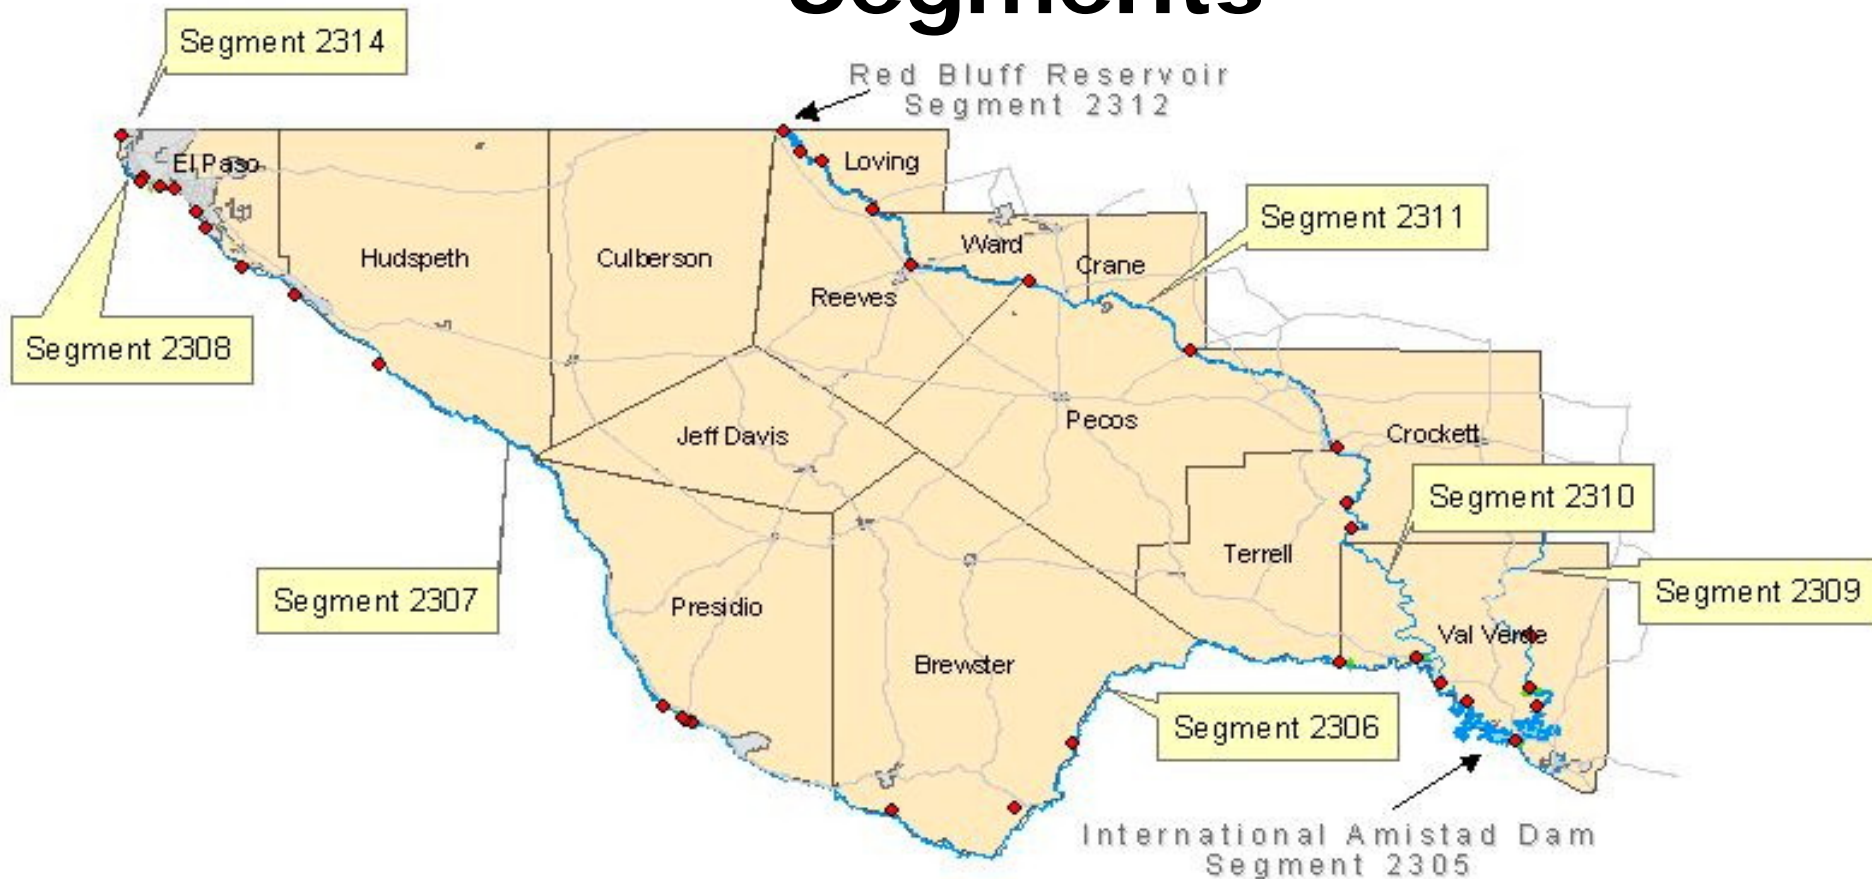 Segments
Segment 2314
Red Bluff Reservoir
Segment 2312
El Paso
Loving
Segment 2311
Ward
Hudspeth
Culberson
Crane
Reeves
Segment 2308
Pecos
Jeff Davis
Crockett
Segment 2310
Terrell
Segment 2307
Segment 2309
Presidio
Val Verde
Brewster
Segment 2306
International Amistad Dam
Segment 2305